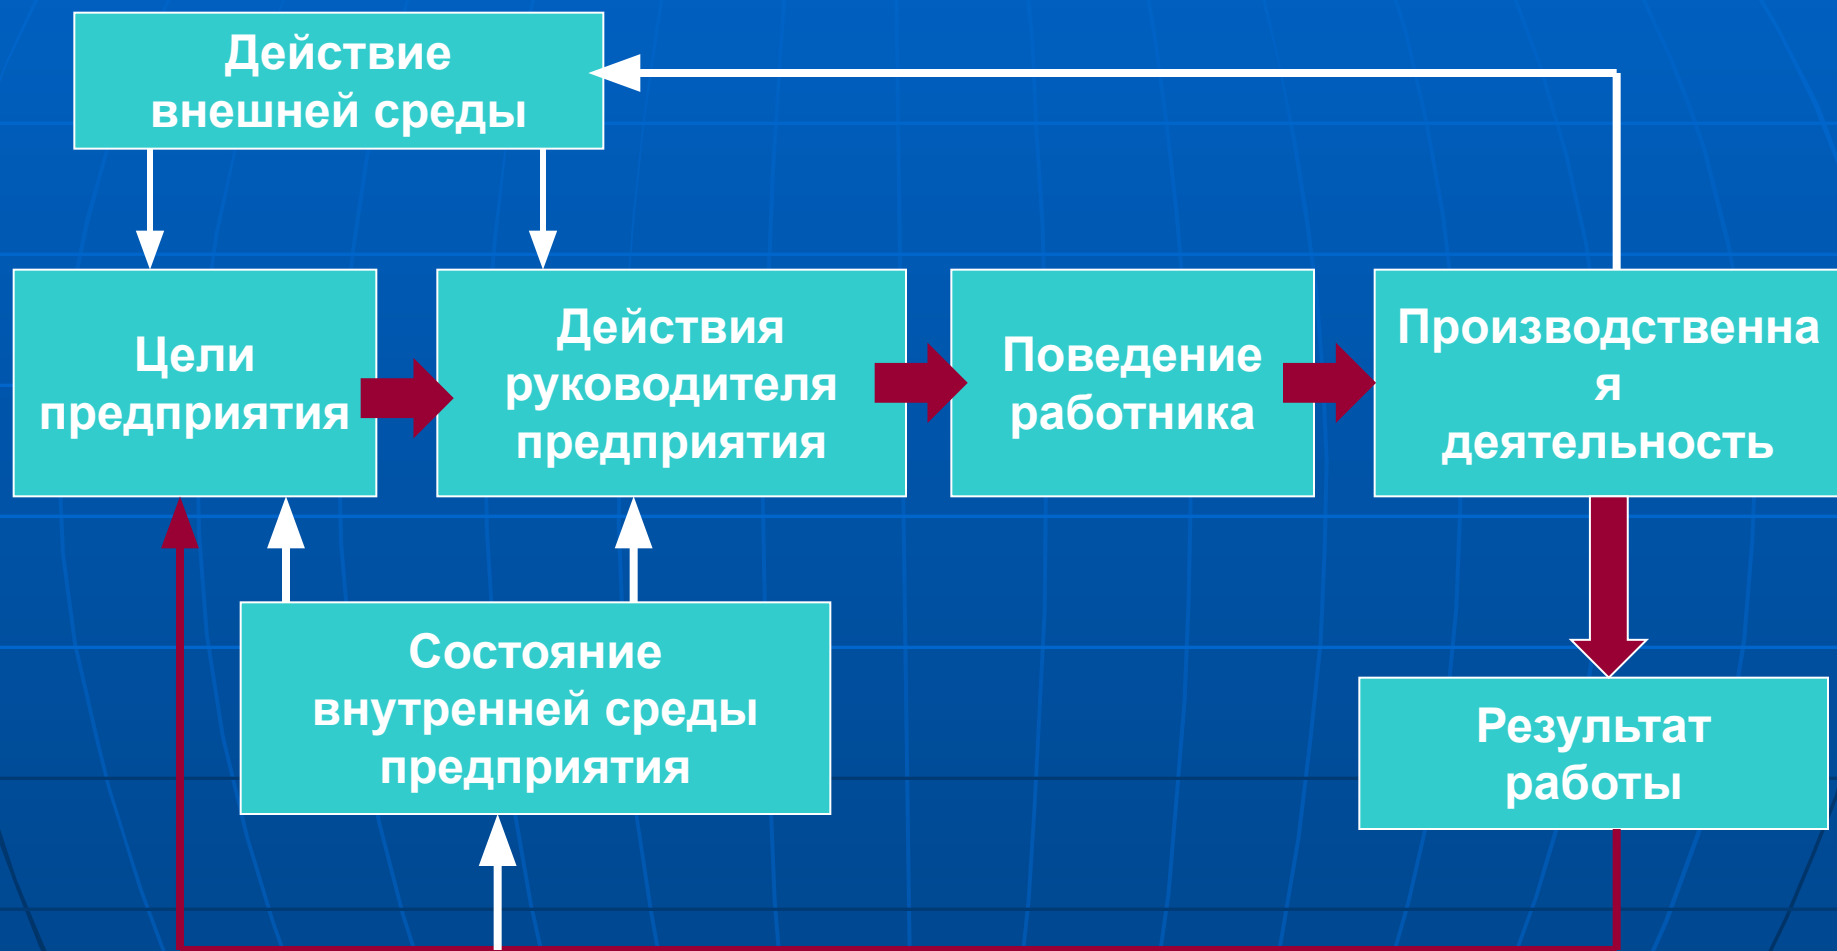 Действие
внешней среды
Цели
предприятия
Действия
руководителя
предприятия
Поведение
работника
Производственна
я
деятельность
Состояние
внутренней среды
предприятия
Результат
работы